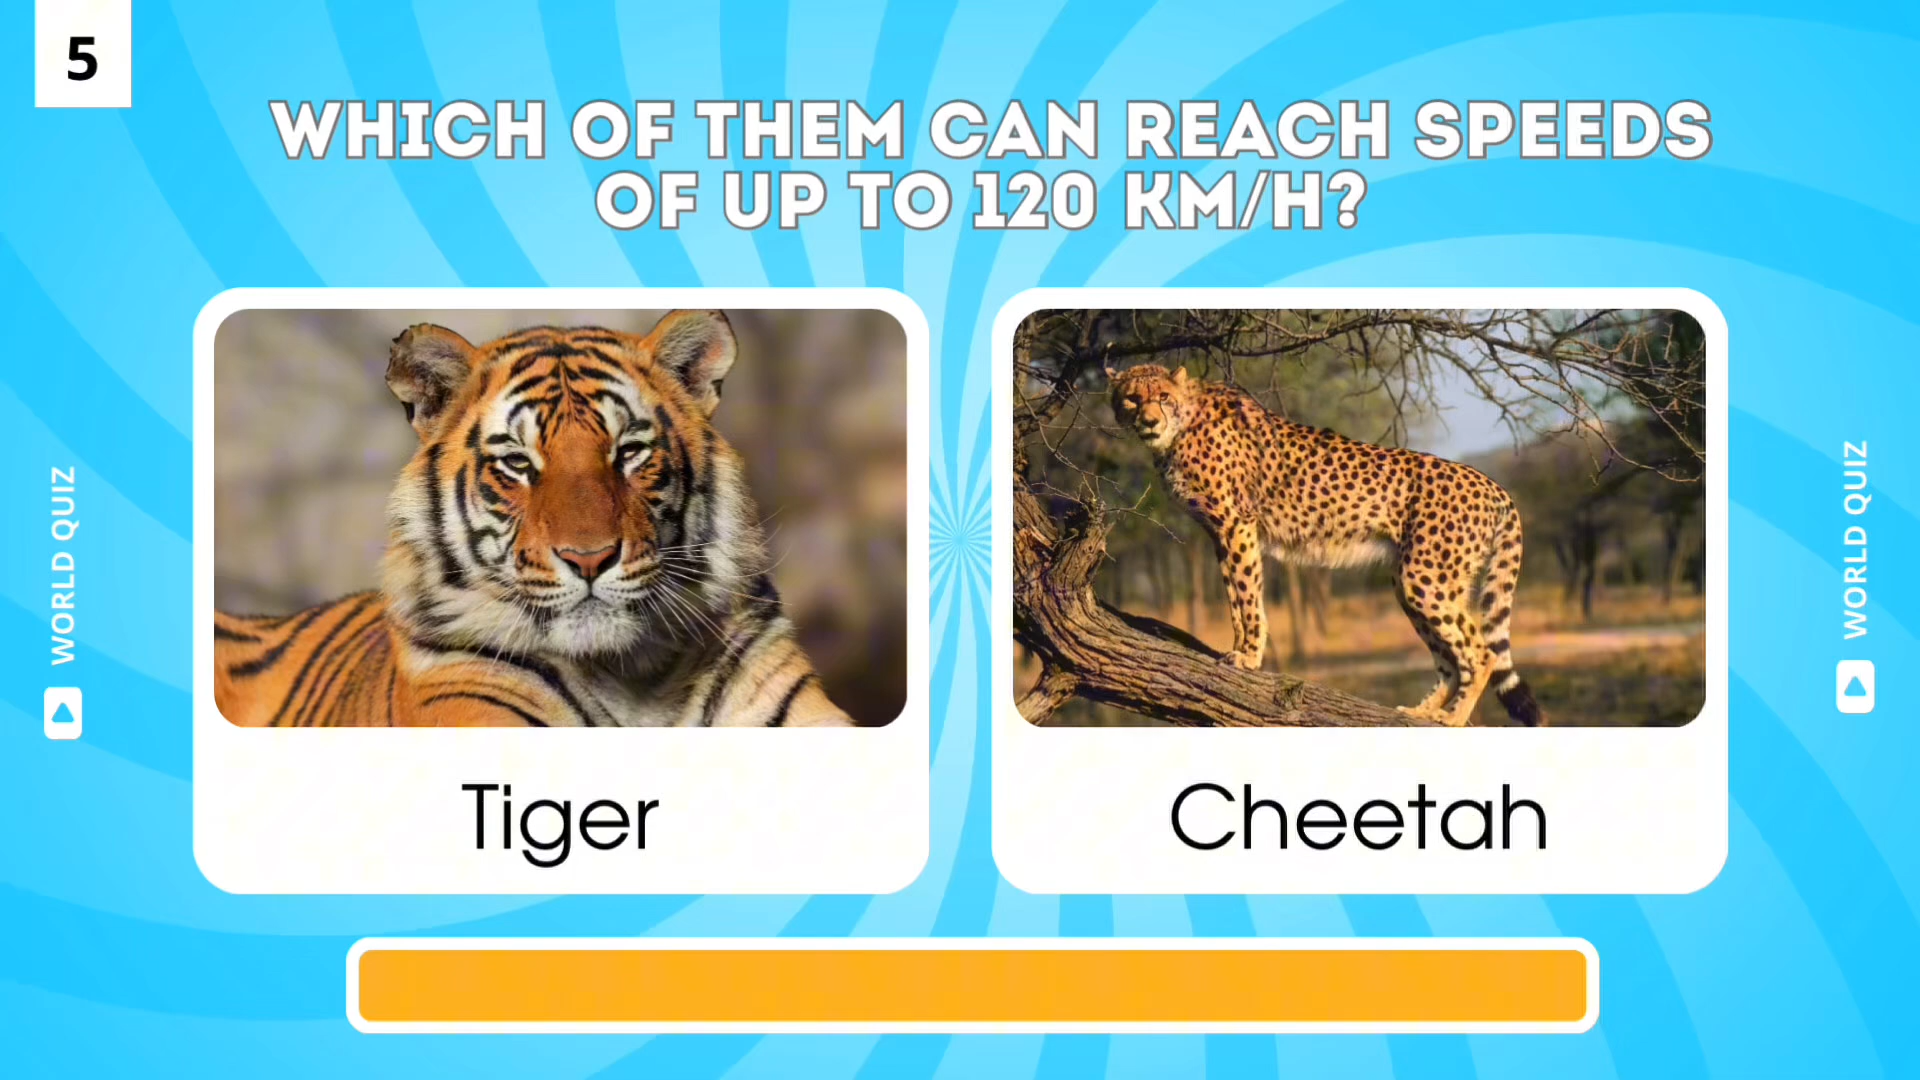 5
WHICH OF THEM CAN REACH SPEEDS
OF UP TO 120 KM/H?
WORLD QUIZ
WORLD QUIZ
Tiger
Cheetah